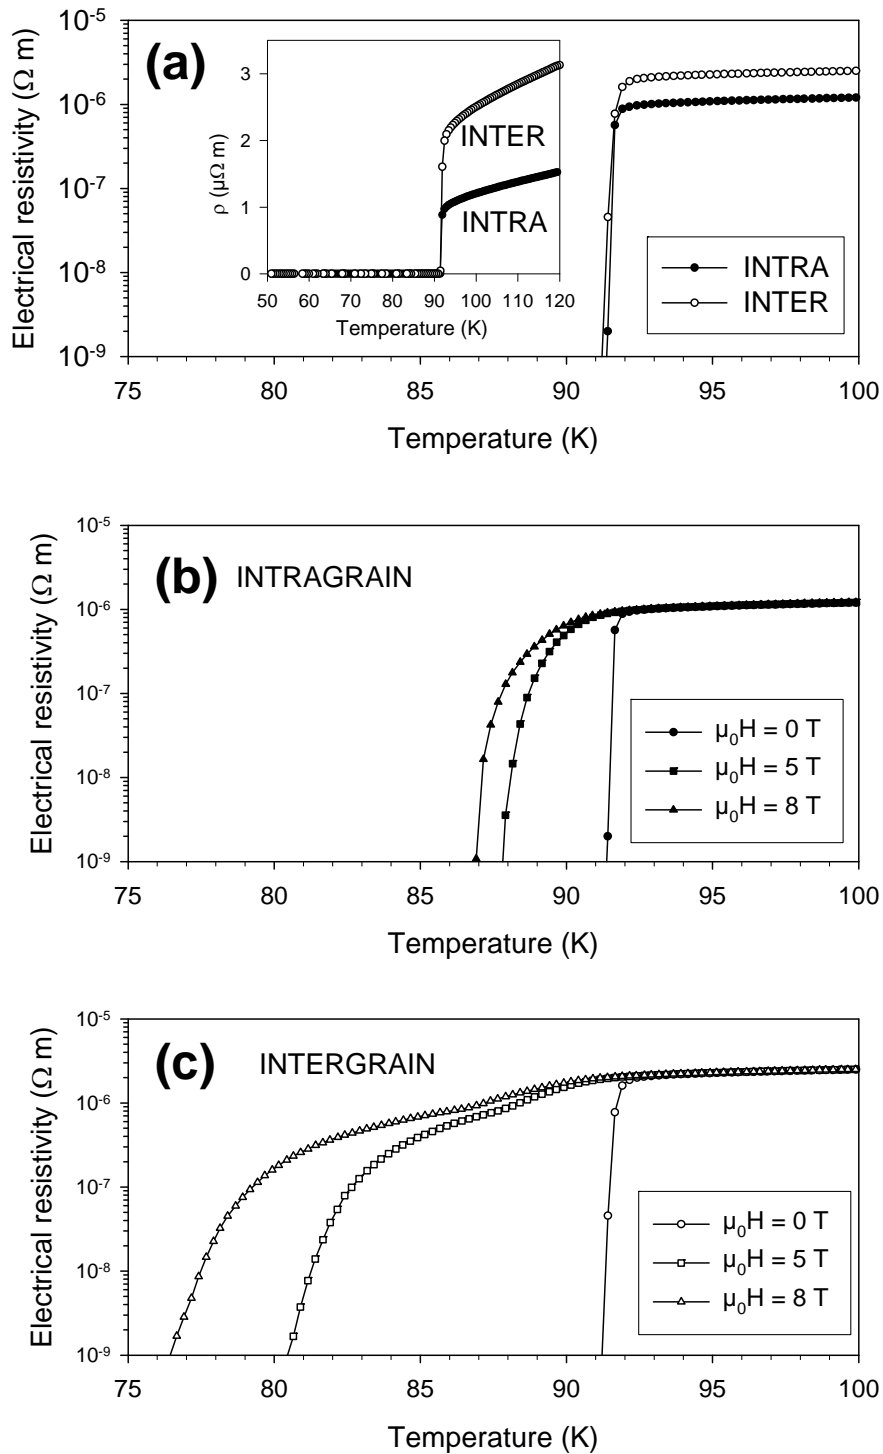 (a)
Electrical resistivity (Ω m)
10-5
10-6
10-7
10-8
10-9
ρ (μΩ m)
3
2
1
0
INTER
INTRA
50 60 70 80 90 100 110 120
Temperature (K)
INTRA
INTER
75 80 85 90 95 100
Temperature (K)
(b) INTRAGRAIN
Electrical resistivity (Ω m)
10-5
10-6
10-7
10-8
10-9
μ0H = 0 T
μ0H = 5 T
μ0H = 8 T
75 80 85 90 95 100
Temperature (K)
(c) INTERGRAIN
Electrical resistivity (Ω m)
10-5
10-6
10-7
10-8
10-9
μ0H = 0 T
μ0H = 5 T
μ0H = 8 T
75 80 85 90 95 100
Temperature (K)